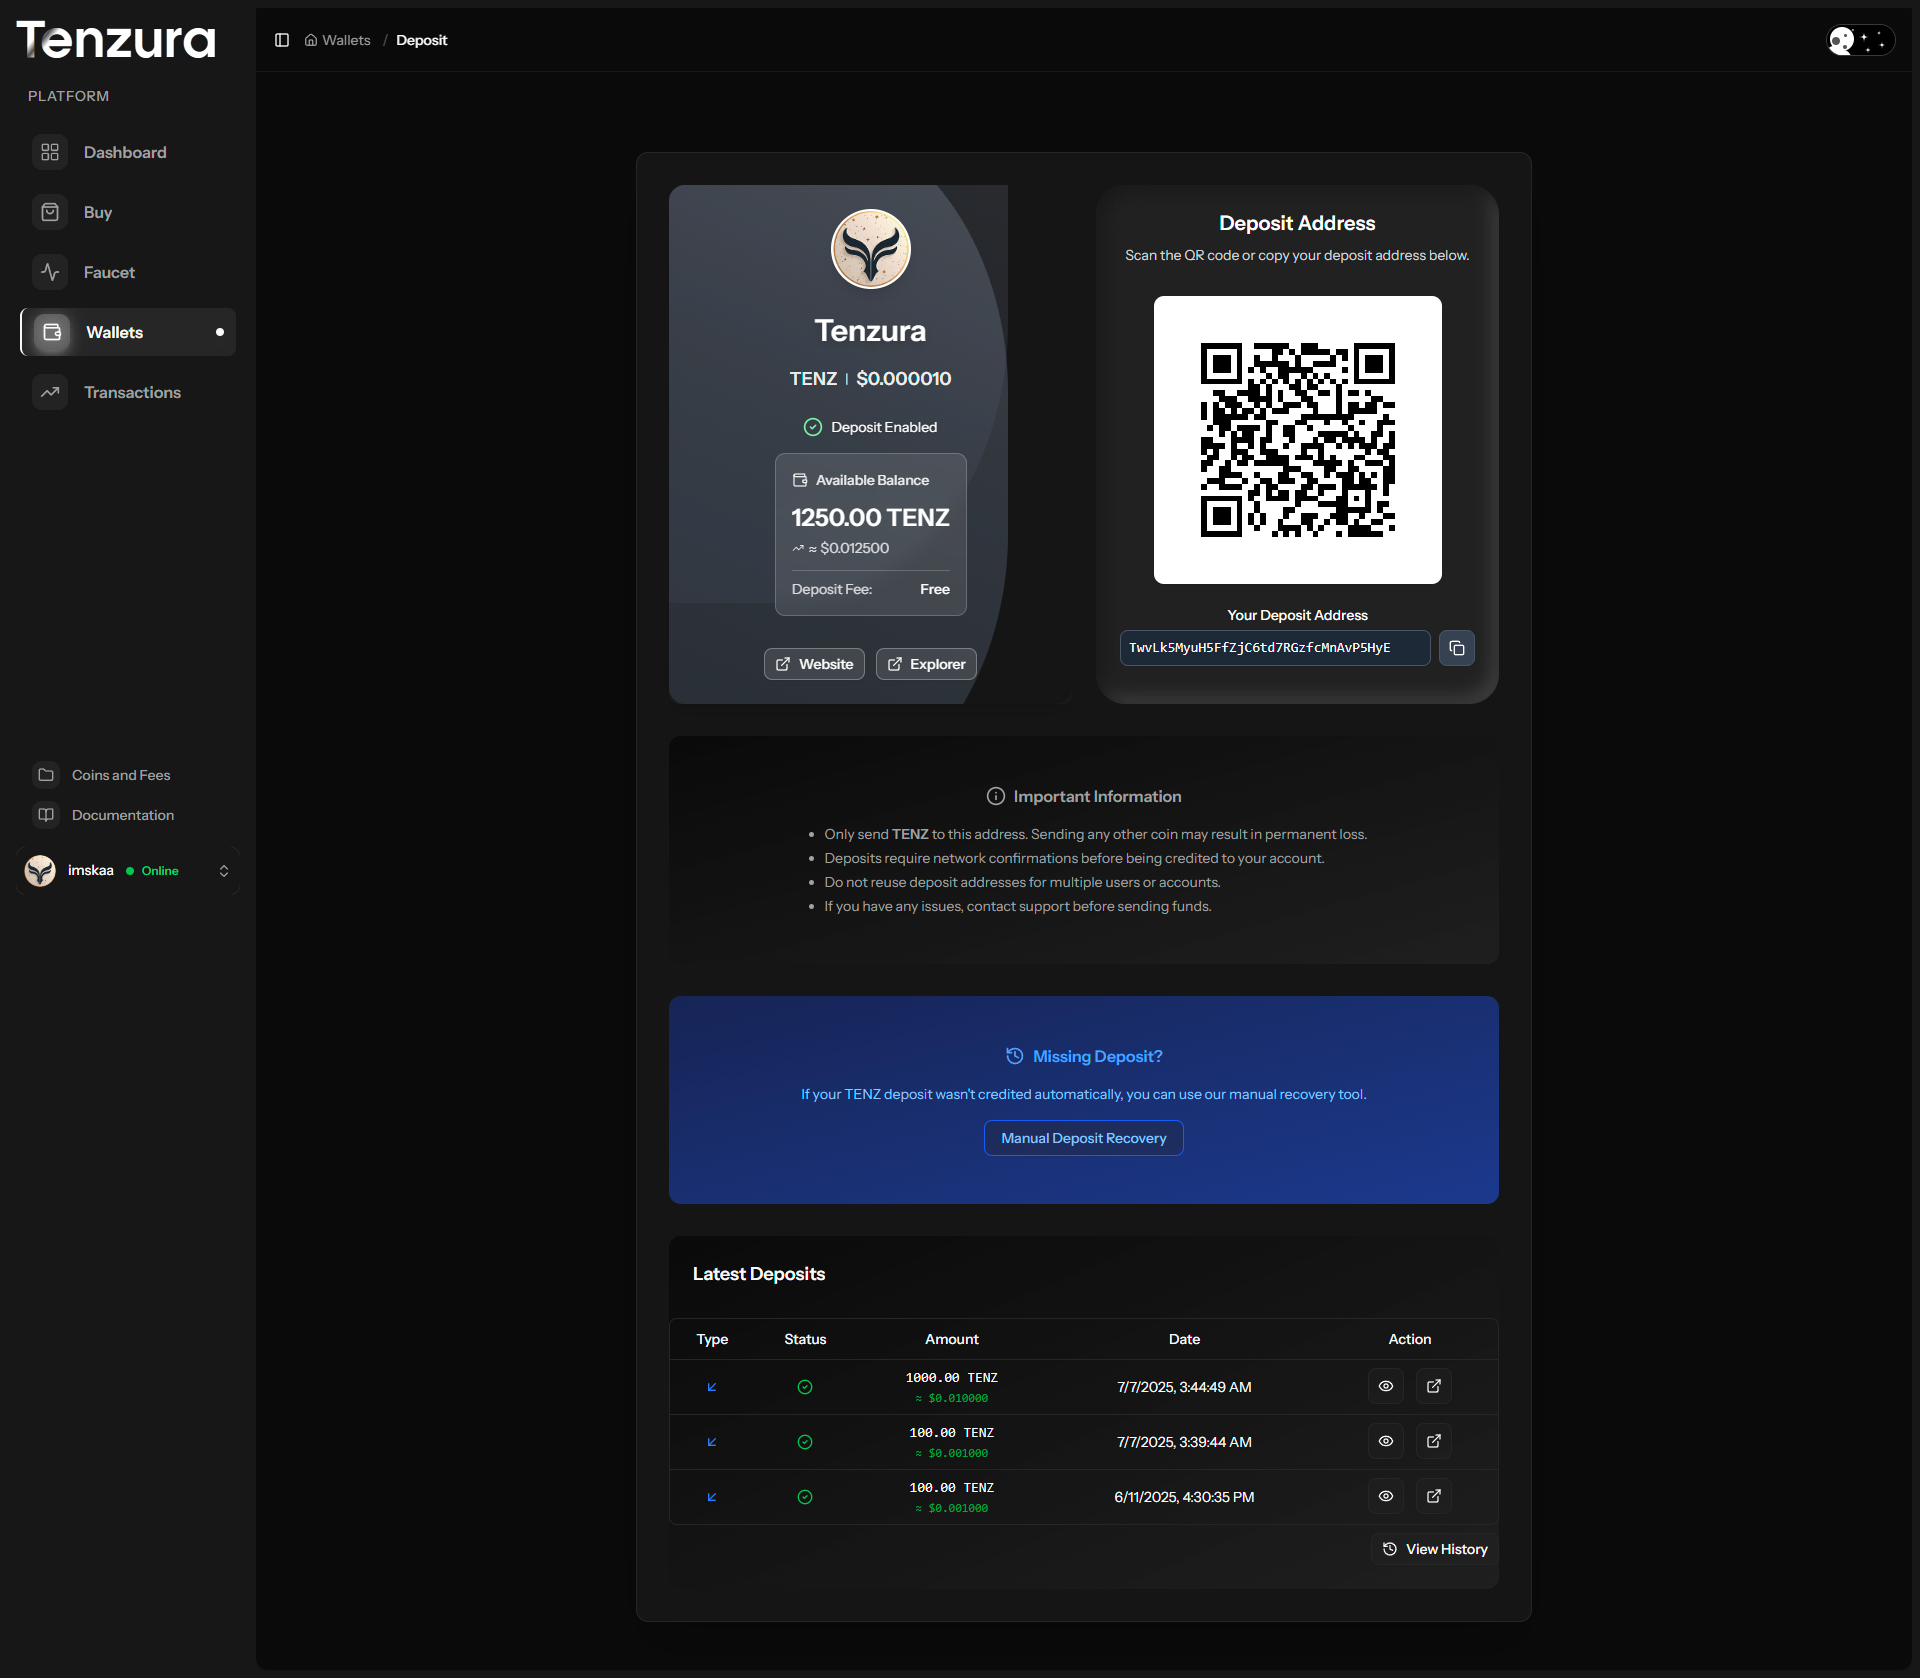 Tenzura
PLATFORM
Dashboard
Buy
Faucet
Wallets
Transactions
Coins and Fees
Documentation
imskaa Online
Wallets / Deposit
Tenzura
TENZ | $0.000010
Deposit Enabled
Available Balance
1250.00 TENZ
≈ $0.012500
Deposit Fee: Free
Website Explorer
Deposit Address
Scan the QR code or copy your deposit address below.
Your Deposit Address
TwvLk5MyuH5FfZjC6td7RGzfcMnAvP5HyE
Important Information
• Only send TENZ to this address. Sending any other coin may result in permanent loss.
• Deposits require network confirmations before being credited to your account.
• Do not reuse deposit addresses for multiple users or accounts.
• If you have any issues, contact support before sending funds.
Missing Deposit?
If your TENZ deposit wasn't credited automatically, you can use our manual recovery tool.
Manual Deposit Recovery
Latest Deposits
Type Status Amount Date Action
1000.00 TENZ
≈ $0.010000
7/7/2025, 3:44:49 AM
100.00 TENZ
≈ $0.001000
7/7/2025, 3:39:44 AM
100.00 TENZ
≈ $0.001000
6/11/2025, 4:30:35 PM
View History